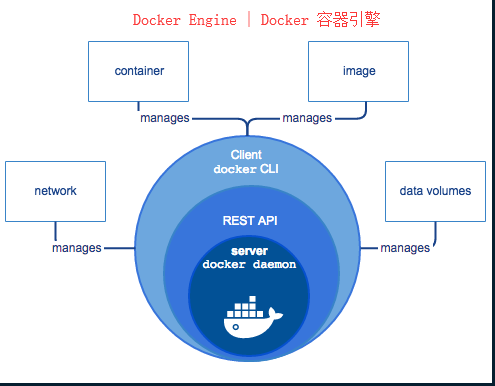 Docker Engine | Docker 容器引擎
container
image
manages
manages
Client
docker CLI
network
data volumes
REST API
manages
manages
server
docker daemon